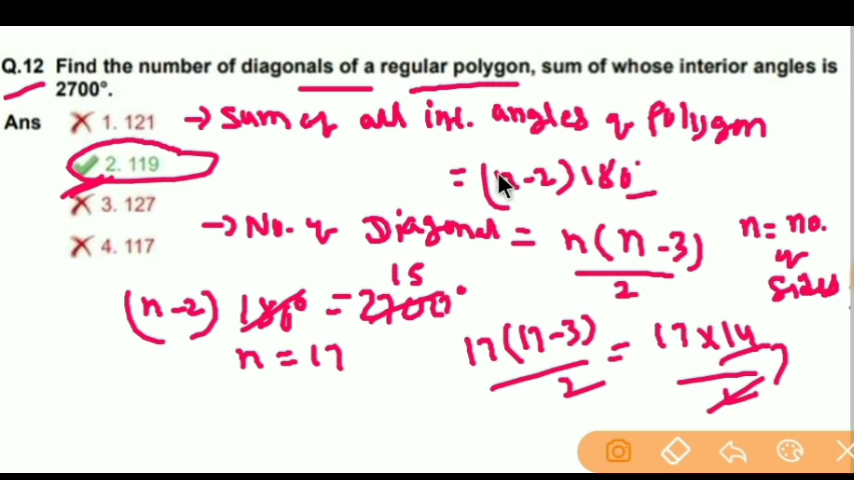 Q.12 Find the number of diagonals of a regular polygon, sum of whose interior angles is
2700°.
Ans 1. 121
→ Sum of all int. angles of Polygon
2. 119
= (n-2) 180°
3. 127
→ No. of Diagonal = n(n-3)/2
n = no. of sides
4. 117
15
(n-2) 180° = 2700°
n = 17
17(17-3)/2 = 17×14/2
7